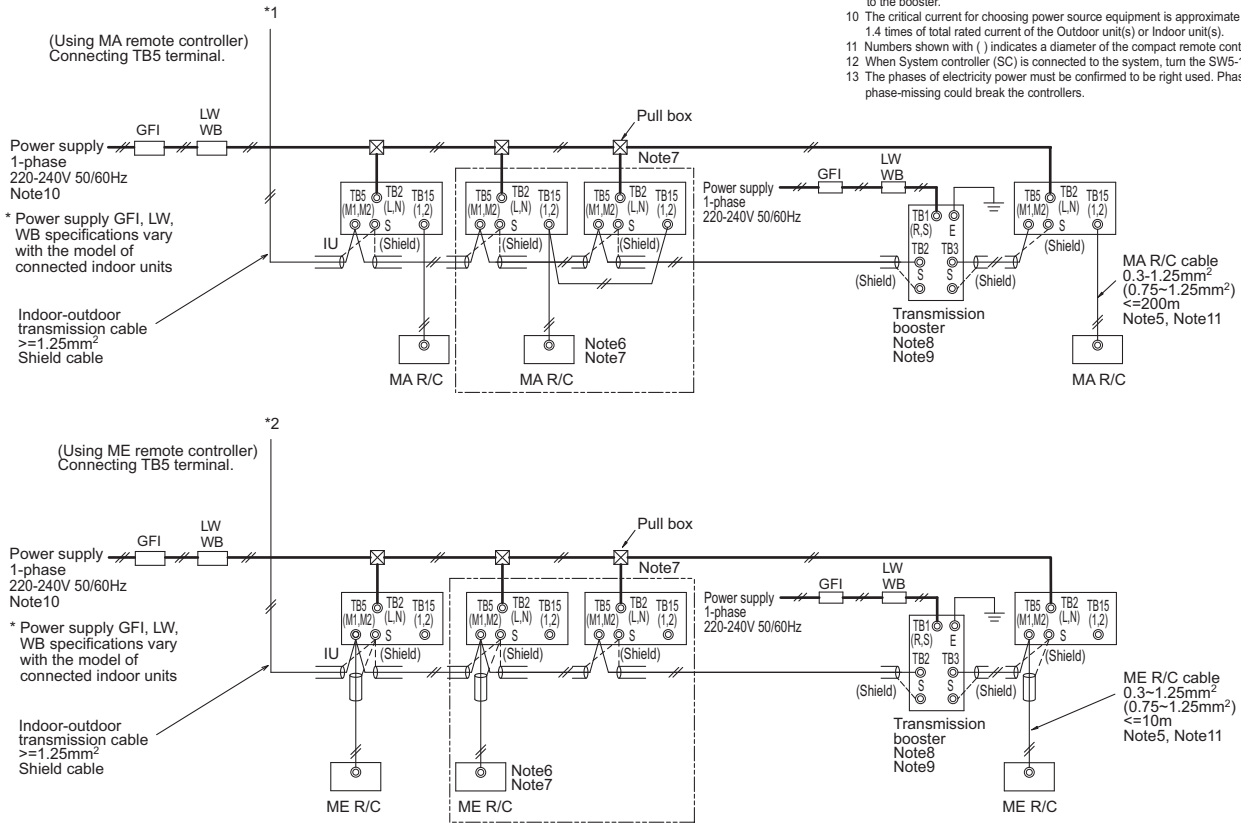 to the booster.
10 The critical current for choosing power source equipment is approximate
1.4 times of total rated current of the Outdoor unit(s) or Indoor unit(s).
11 Numbers shown with ( ) indicates a diameter of the compact remote cont
12 When System controller (SC) is connected to the system, turn the SW5-1
13 The phases of electricity power must be confirmed to be right used. Phas
phase-missing could break the controllers.
*1
(Using MA remote controller)
Connecting TB5 terminal.
Power supply
1-phase
220-240V 50/60Hz
Note10
GFI
LW
WB
* Power supply GFI, LW,
WB specifications vary
with the model of
connected indoor units
Indoor-outdoor
transmission cable
>=1.25mm2
Shield cable
Pull box
Note7
TB5
(M1,M2)
TB2
(L,N)
TB15
(1,2)
S
IU
(Shield)
MA R/C
TB5
(M1,M2)
TB2
(L,N)
TB15
(1,2)
S
(Shield)
MA R/C
Note6
Note7
TB5
(M1,M2)
TB2
(L,N)
TB15
(1,2)
S
(Shield)
Power supply
1-phase
220-240V 50/60Hz
GFI
LW
WB
TB1
(R,S)
E
TB2
TB3
S
S
(Shield)
(Shield)
Transmission
booster
Note8
Note9
TB5
(M1,M2)
TB2
(L,N)
TB15
(1,2)
S
(Shield)
MA R/C cable
0.3-1.25mm2
(0.75~1.25mm2)
<=200m
Note5, Note11
MA R/C
*2
(Using ME remote controller)
Connecting TB5 terminal.
Power supply
1-phase
220-240V 50/60Hz
Note10
GFI
LW
WB
* Power supply GFI, LW,
WB specifications vary
with the model of
connected indoor units
Indoor-outdoor
transmission cable
>=1.25mm2
Shield cable
Pull box
Note7
TB5
(M1,M2)
TB2
(L,N)
TB15
(1,2)
S
IU
(Shield)
ME R/C
TB5
(M1,M2)
TB2
(L,N)
TB15
(1,2)
S
(Shield)
ME R/C
Note6
Note7
TB5
(M1,M2)
TB2
(L,N)
TB15
(1,2)
S
(Shield)
Power supply
1-phase
220-240V 50/60Hz
GFI
LW
WB
TB1
(R,S)
E
TB2
TB3
S
S
(Shield)
(Shield)
Transmission
booster
Note8
Note9
TB5
(M1,M2)
TB2
(L,N)
TB15
(1,2)
S
(Shield)
ME R/C cable
0.3~1.25mm2
(0.75~1.25mm2)
<=10m
Note5, Note11
ME R/C